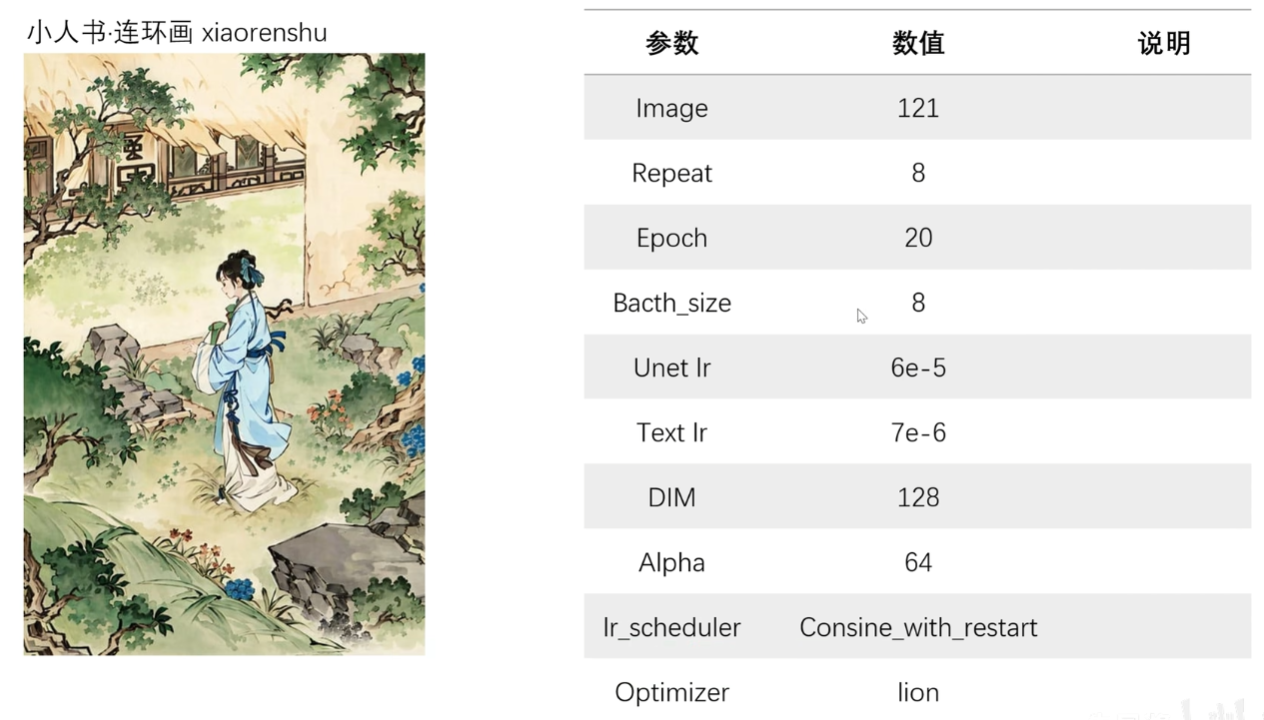 小人书·连环画 xiaorenshu
参数 数值 说明
Image 121
Repeat 8
Epoch 20
Bacth_size 8
Unet lr 6e-5
Text lr 7e-6
DIM 128
Alpha 64
lr_scheduler Consine_with_restart
Optimizer lion